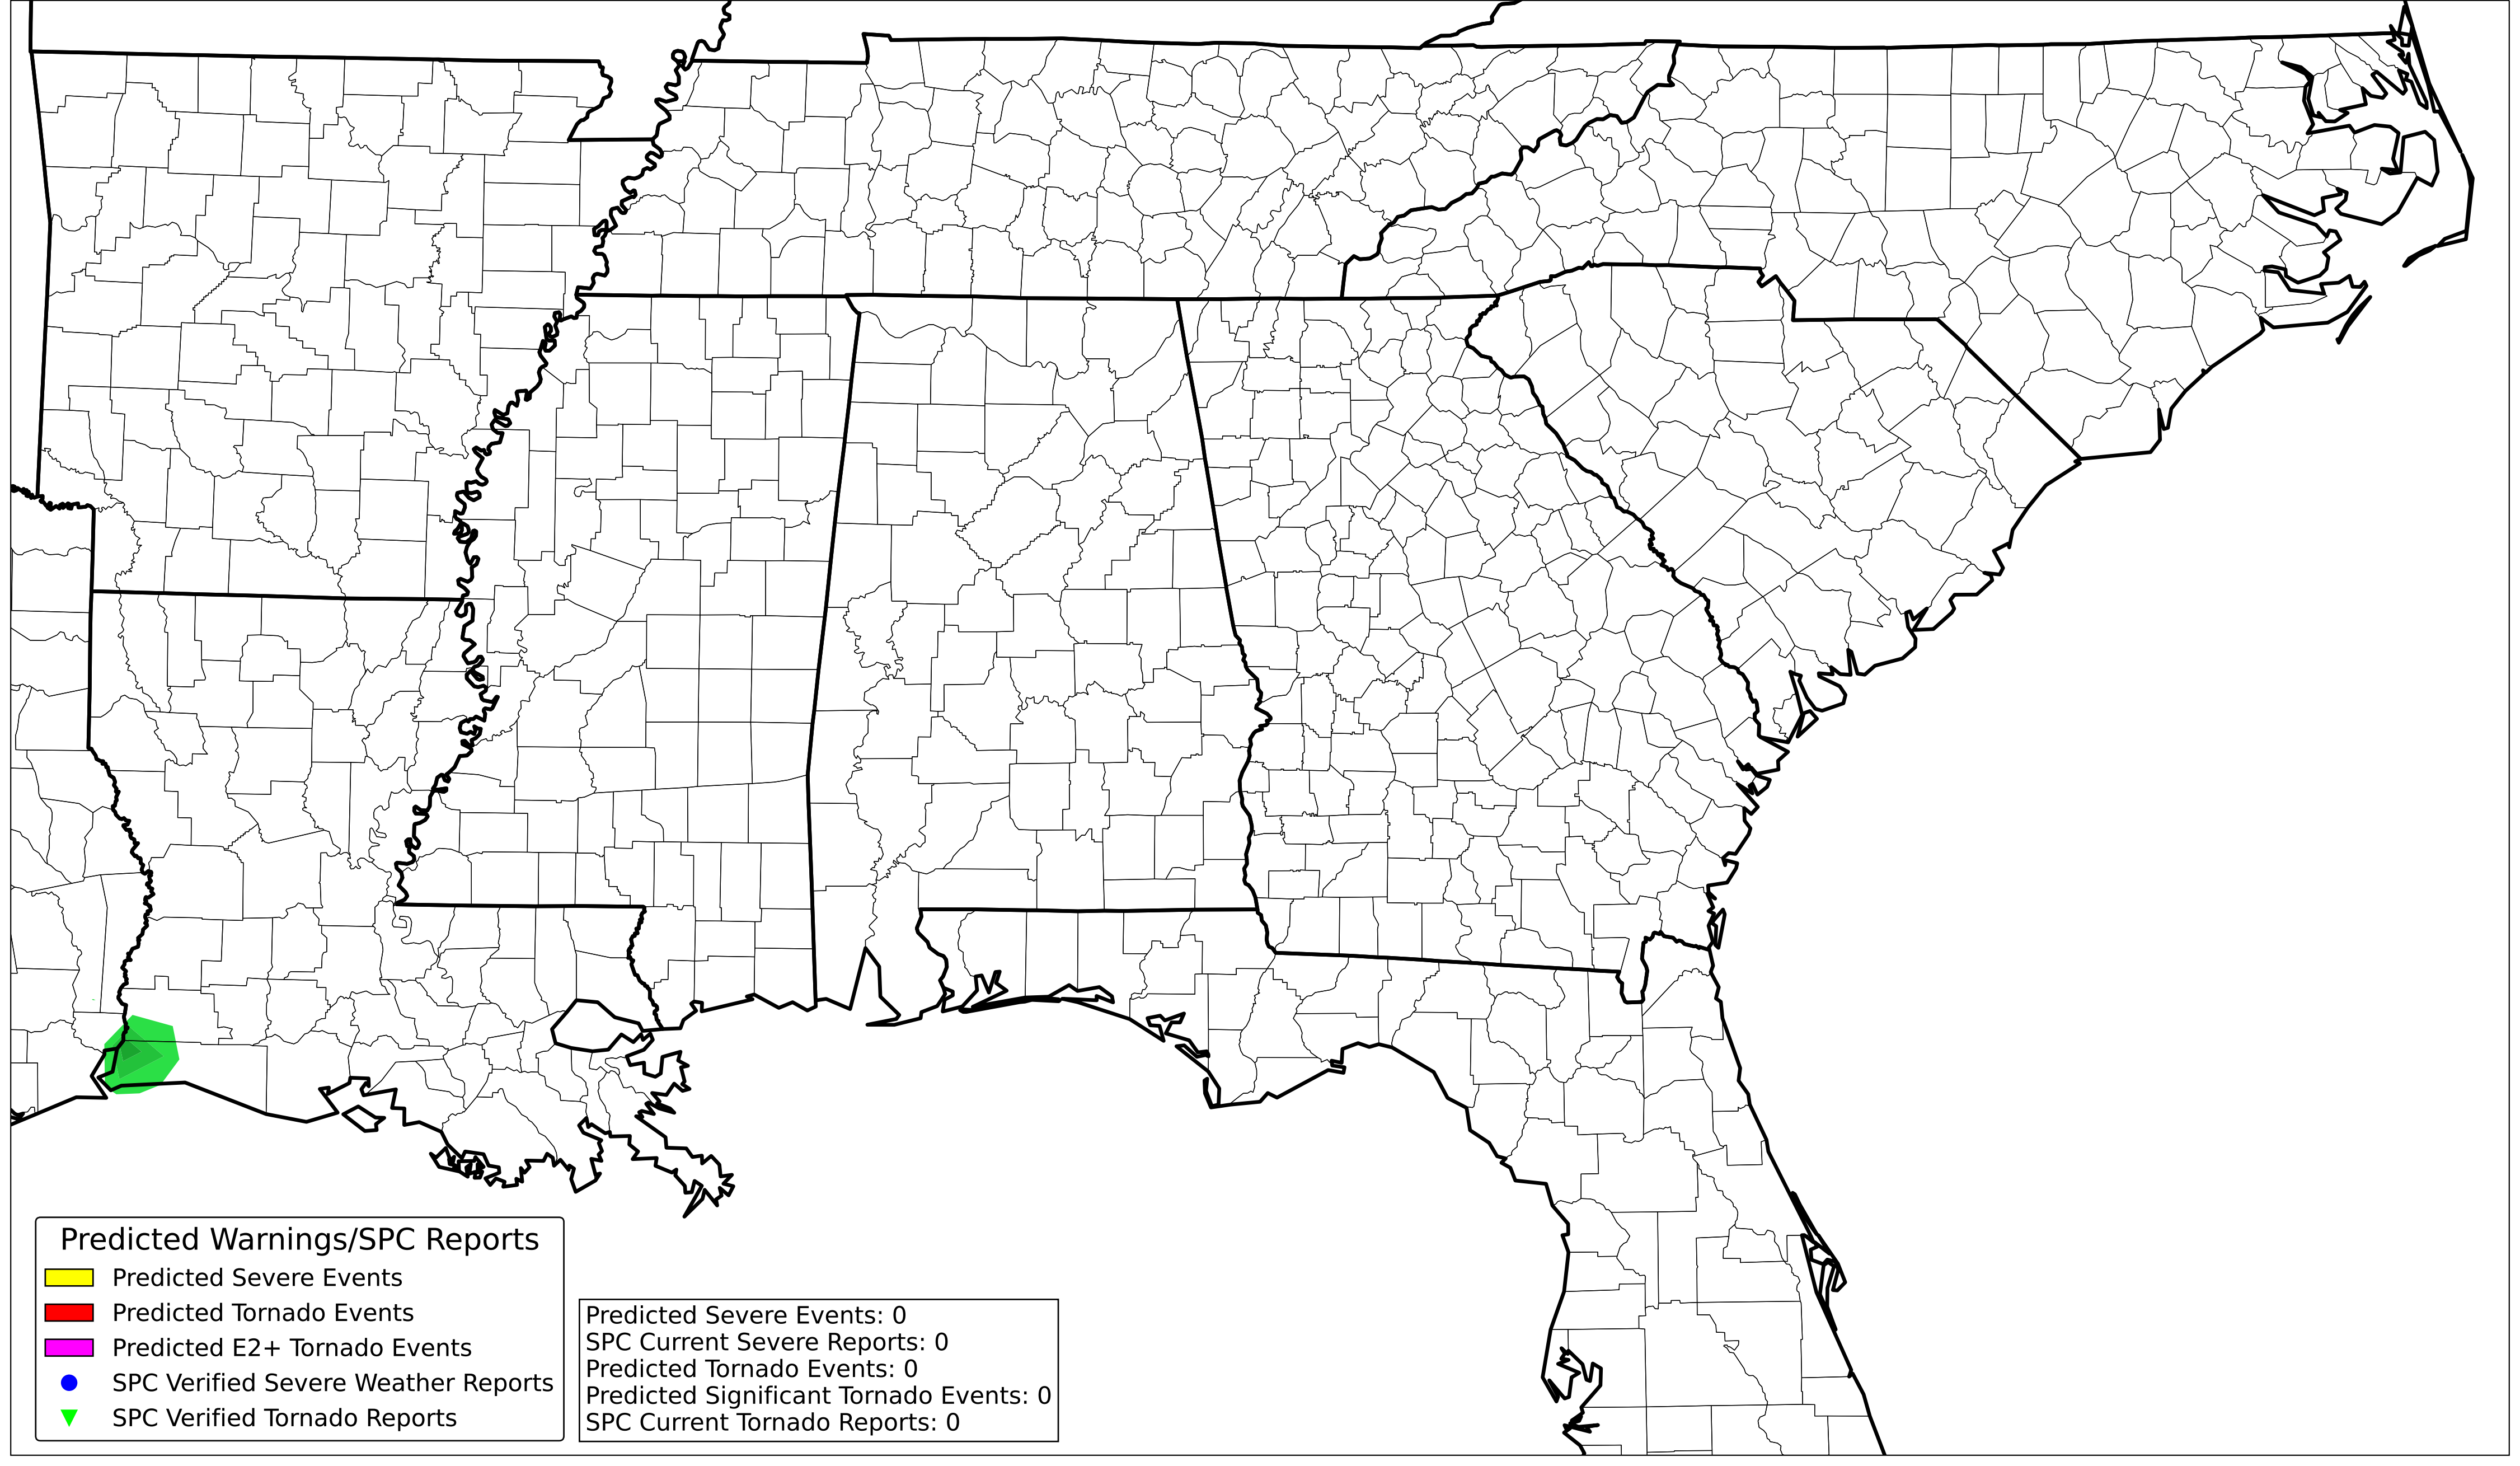 Predicted Warnings/SPC Reports
Predicted Severe Events
Predicted Tornado Events
Predicted E2+ Tornado Events
SPC Verified Severe Weather Reports
SPC Verified Tornado Reports
Predicted Severe Events: 0
SPC Current Severe Reports: 0
Predicted Tornado Events: 0
Predicted Significant Tornado Events: 0
SPC Current Tornado Reports: 0